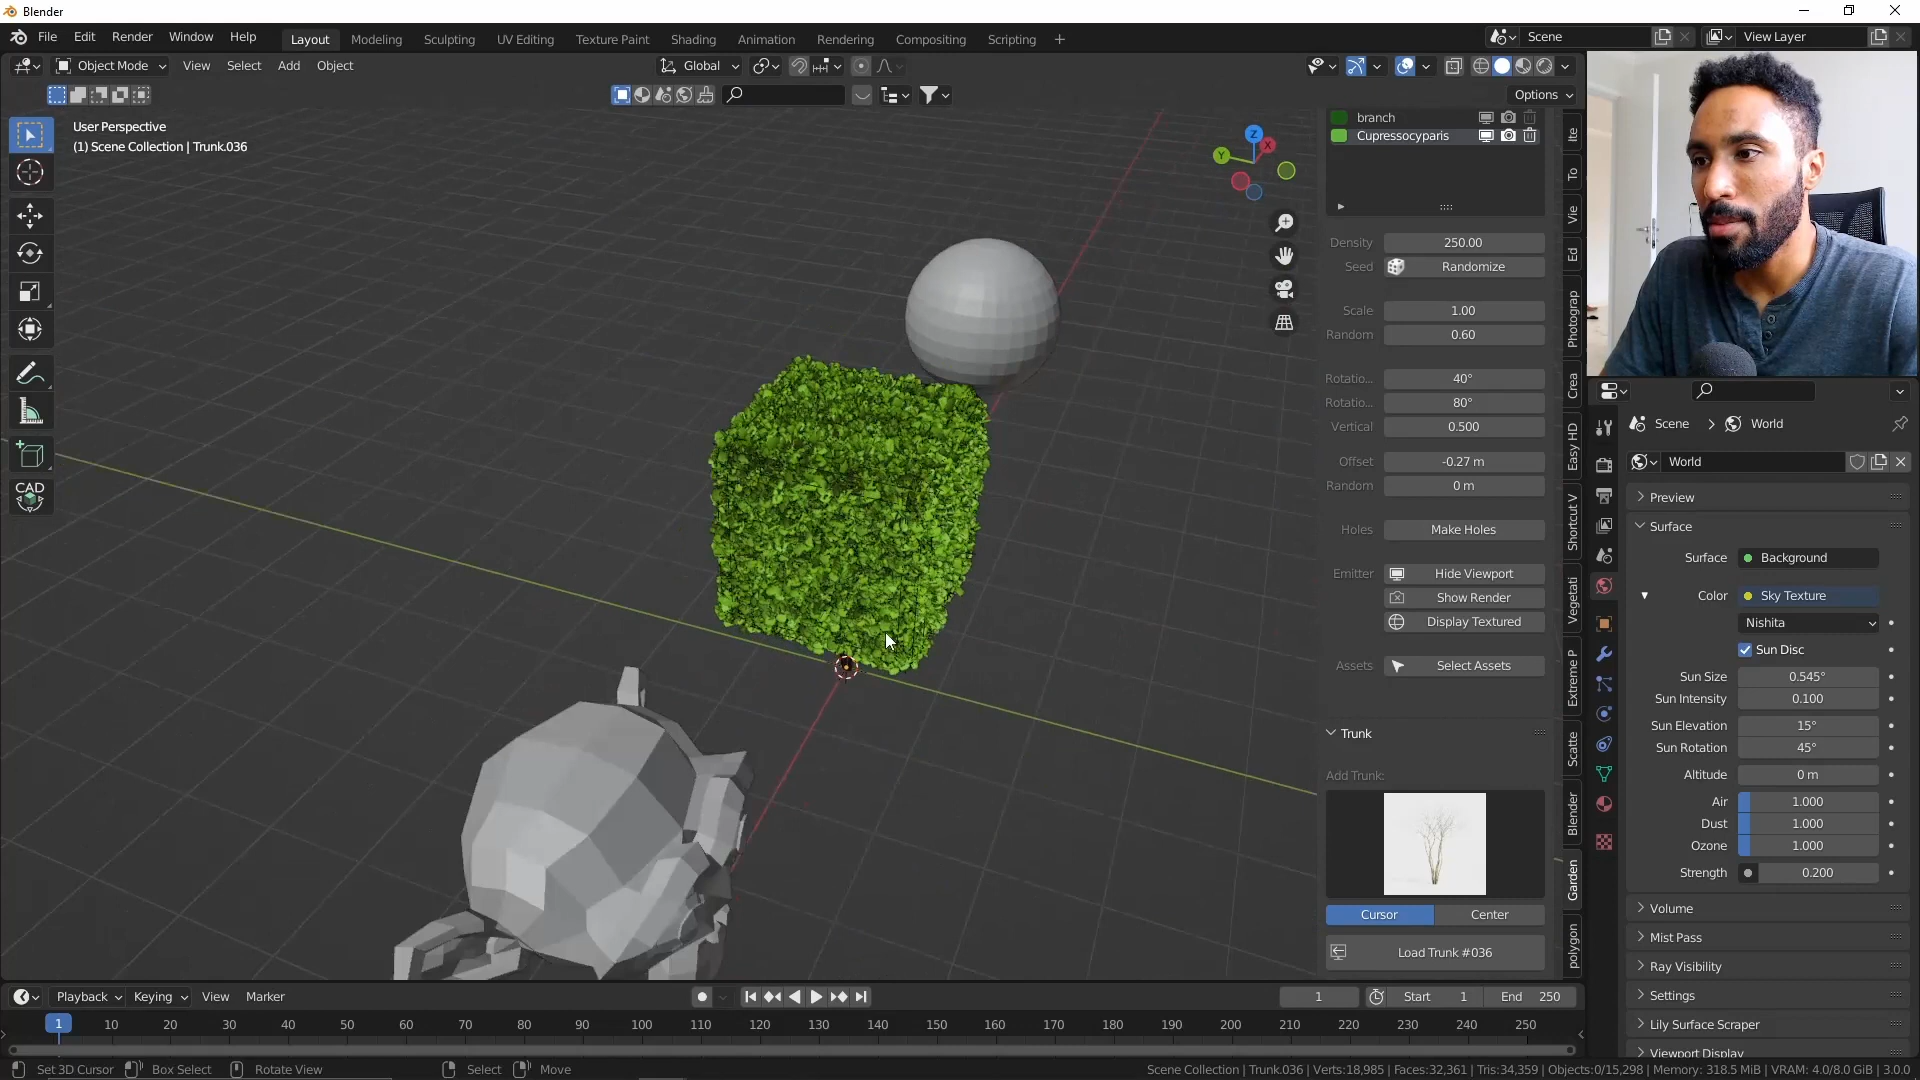 Blender
File Edit Render Window Help
Layout Modeling Sculpting UV Editing Texture Paint Shading Animation Rendering Compositing Scripting
Scene
View Layer
Object Mode View Select Add Object
Global
Options
User Perspective
(1) Scene Collection | Trunk.036
Z
X
Y
CAD
branch
Cupressocyparis
Density 250.00
Seed Randomize
Scale 1.00
Random 0.60
Rotatio... 40°
Rotatio... 80°
Vertical 0.500
Offset -0.27 m
Random 0 m
Holes Make Holes
Emitter Hide Viewport
Show Render
Display Textured
Assets Select Assets
Trunk
Add Trunk:
Cursor Center
Load Trunk #036
Ite
To
Vie
Ed
Photograp
Crea
Easy HD
Shortcut V
Vegetati
Extreme P
Scatte
Blender
Garden
polygon
Scene > World
World
Preview
Surface
Surface Background
Color Sky Texture
Nishita
Sun Disc
Sun Size 0.545°
Sun Intensity 0.100
Sun Elevation 15°
Sun Rotation 45°
Altitude 0 m
Air 1.000
Dust 1.000
Ozone 1.000
Strength 0.200
Volume
Mist Pass
Ray Visibility
Settings
Lily Surface Scraper
Viewport Display
Playback Keying View Marker
1 Start 1 End 250
1 10 20 30 40 50 60 70 80 90 100 110 120 130 140 150 160 170 180 190 200 210 220 230 240 250
Set 3D Cursor Box Select Rotate View Select Move
Scene Collection | Trunk.036 | Verts:18,985 | Faces:32,361 | Tris:34,359 | Objects:0/15,298 | Memory: 318.5 MiB | VRAM: 4.0/8.0 GiB | 3.0.0